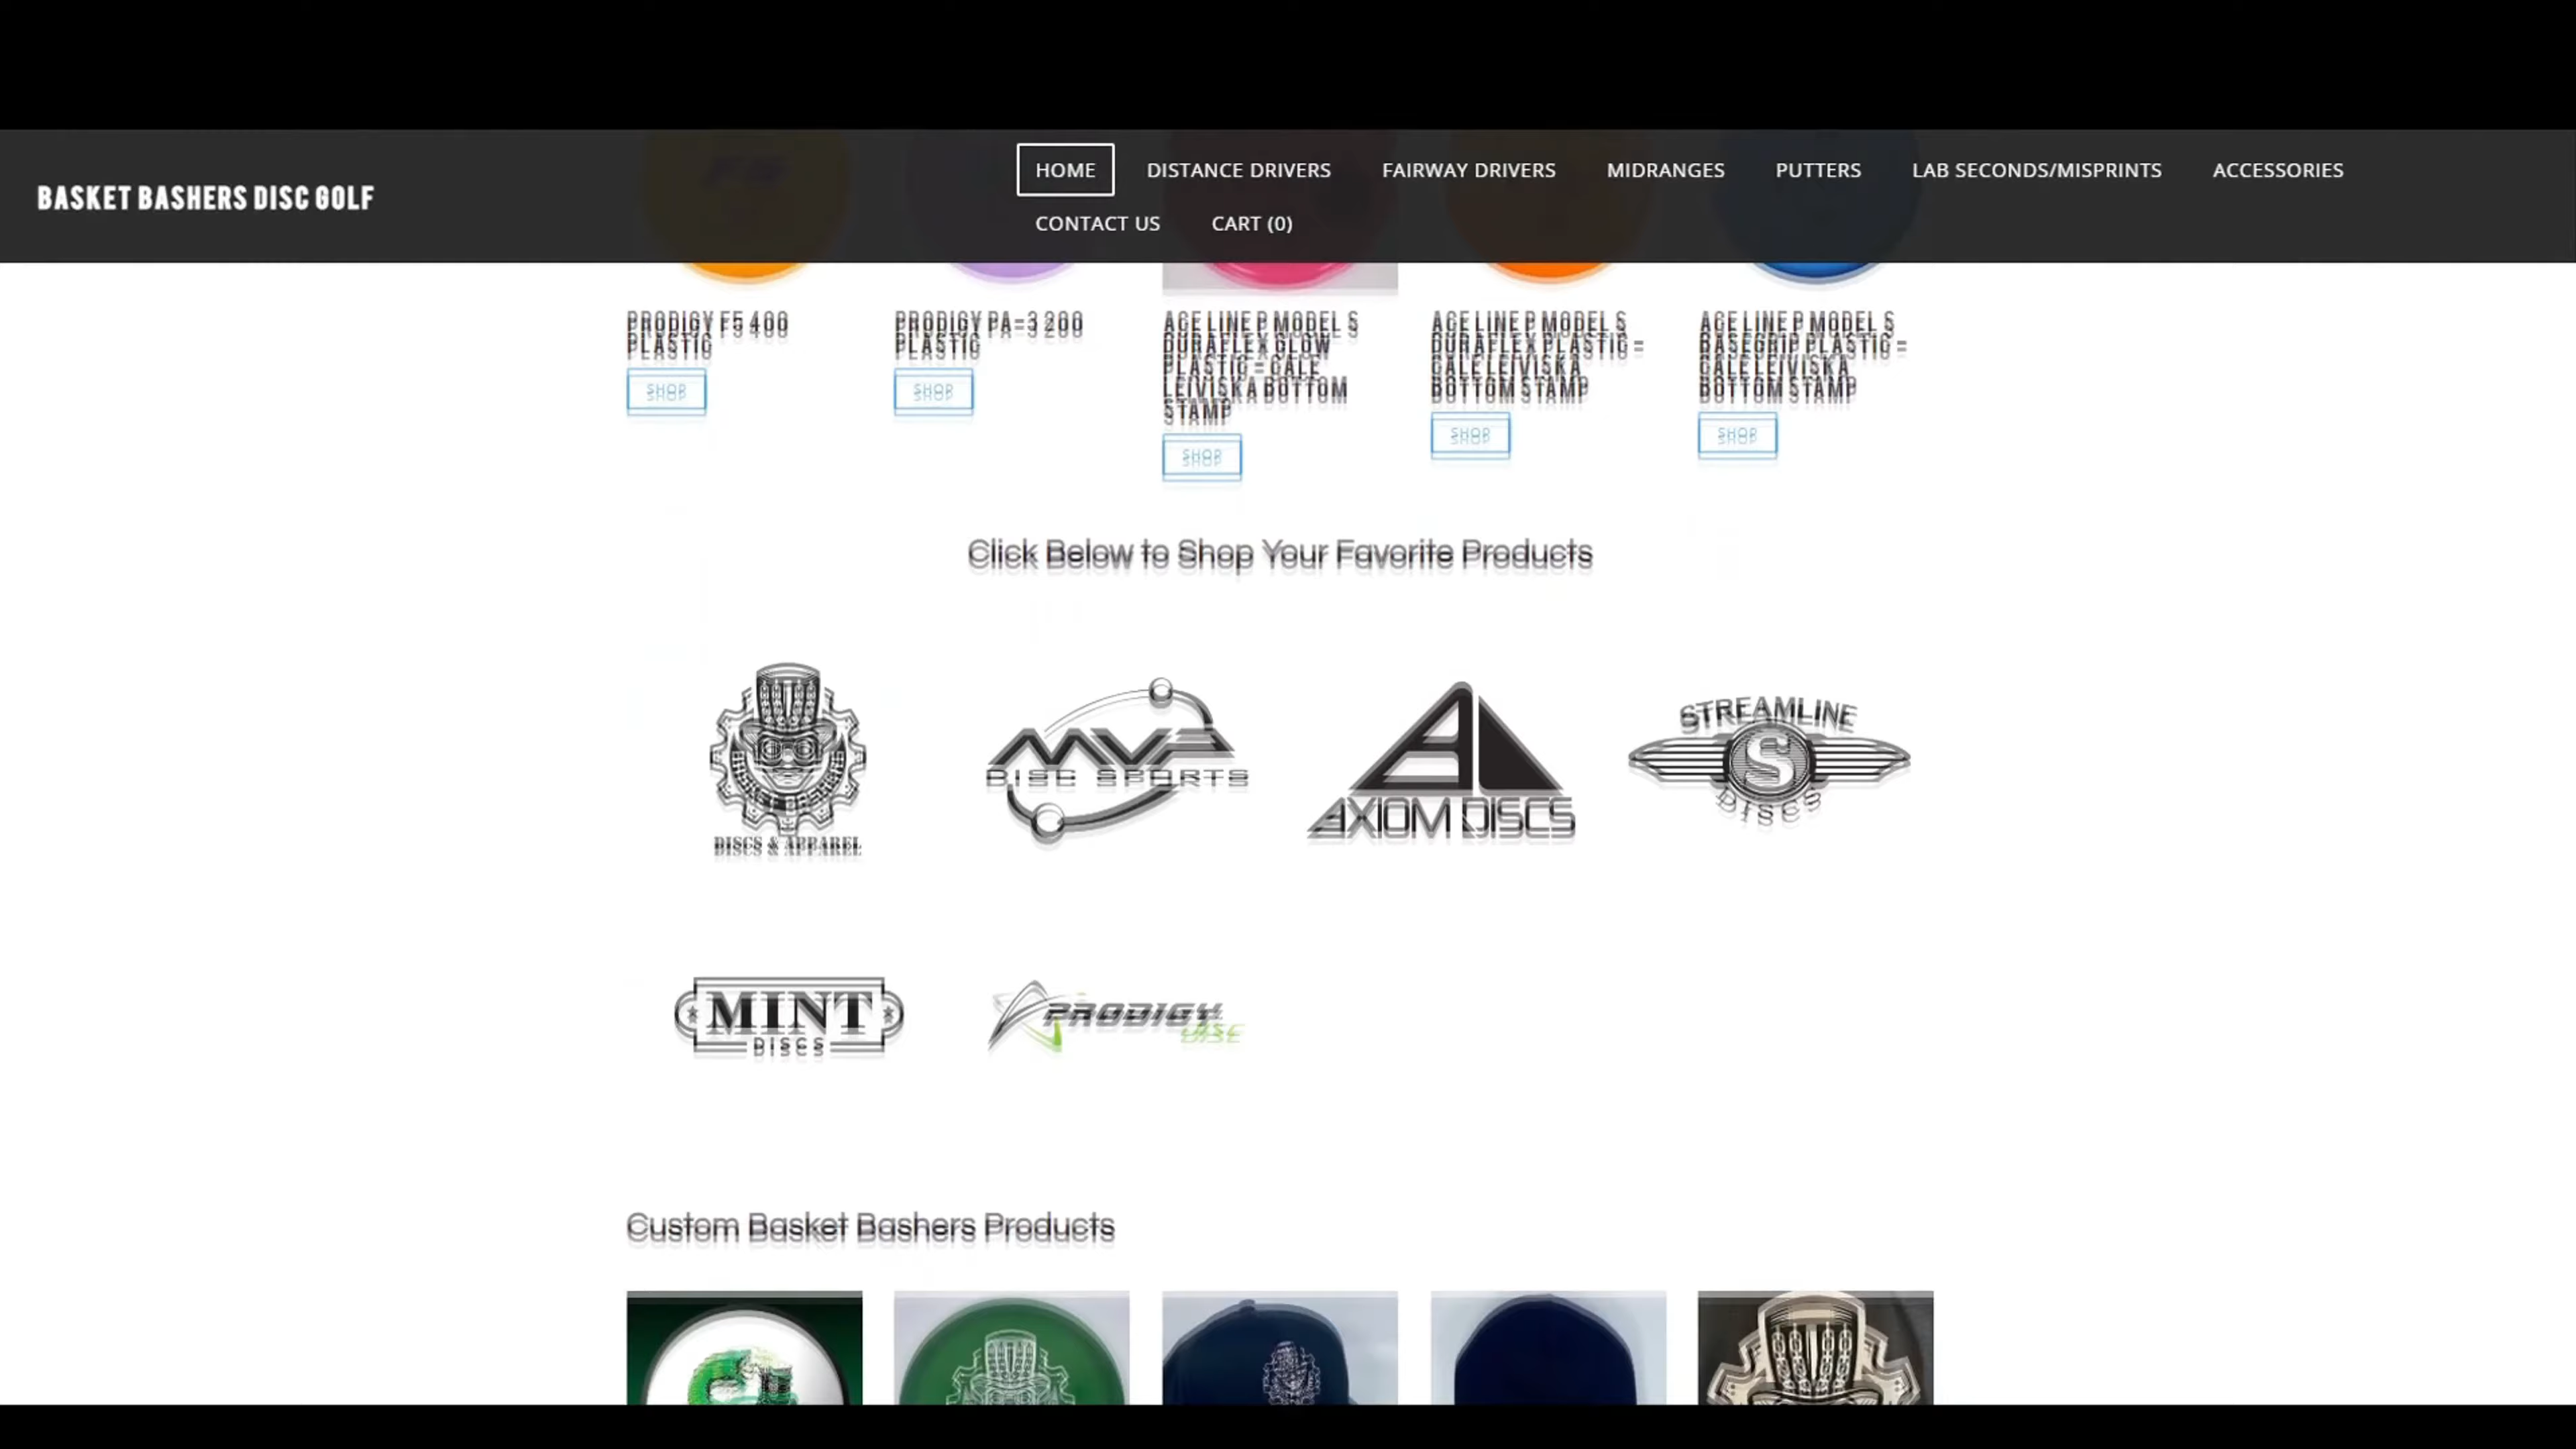 BASKET BASHERS DISC GOLF
HOME DISTANCE DRIVERS FAIRWAY DRIVERS MIDRANGES PUTTERS LAB SECONDS/MISPRINTS ACCESSORIES
CONTACT US CART (0)
PRODIGY F5 400
PLASTIC
SHOP
PRODIGY PA-3 200
PLASTIC
SHOP
ACE LINE P MODEL S
DURAFLEX GLOW
PLASTIC - CALE
LEIVISKA BOTTOM
STAMP
SHOP
ACE LINE P MODEL S
DURAFLEX PLASTIC -
CALE LEIVISKA
BOTTOM STAMP
SHOP
ACE LINE P MODEL S
BASEGRIP PLASTIC -
CALE LEIVISKA
BOTTOM STAMP
SHOP
Click Below to Shop Your Favorite Products
DISCS & APPAREL
MVP
DISC SPORTS
AXIOM DISCS
STREAMLINE
S
DISCS
MINT
DISCS
PRODIGY
DISC
Custom Basket Bashers Products